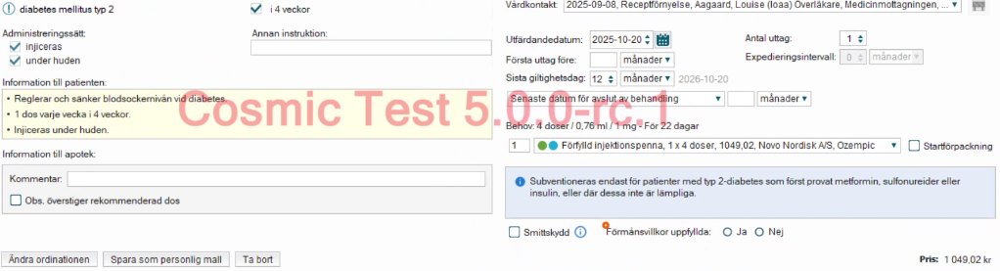 diabetes mellitus typ 2
i 4 veckor
Administreringssätt:
injiceras
under huden
Annan instruktion:
Information till patienten:
• Reglerar och sänker blodsockernivån vid diabetes.
• 1 dos varje vecka i 4 veckor.
• Injiceras under huden.
Information till apotek:
Kommentar:
Obs. överstiger rekommenderad dos
Ändra ordinationen
Spara som personlig mall
Ta bort
Cosmic Test 5.0.0-rc.1
Vårdkontakt: 2025-09-08, Receptförnyelse, Aagaard, Louise (loaa) Överläkare, Medicinmottagningen, ...
Utfärdandedatum: 2025-10-20
Antal uttag: 1
Första uttag före: månader
Expedieringsintervall: 0 månader
Sista giltighetsdag: 12 månader 2026-10-20
Senaste datum för avslut av behandling månader
Behov: 4 doser / 0,76 ml / 1 mg - För 22 dagar
1 Förfylld injektionspenna, 1 x 4 doser, 1049,02, Novo Nordisk A/S, Ozempic
Startförpackning
Subventioneras endast för patienter med typ 2-diabetes som först provat metformin, sulfonureider eller
insulin, eller där dessa inte är lämpliga.
Smittskydd
Förmånsvillkor uppfyllda: Ja Nej
Pris: 1 049,02 kr